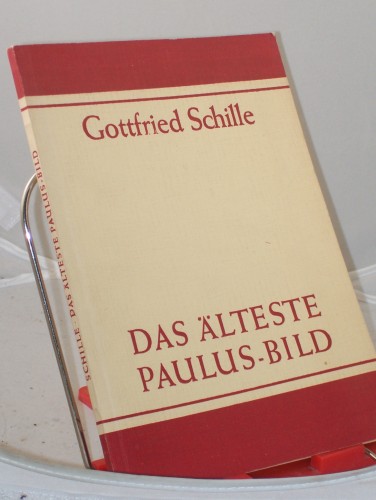 Gottfried Schille
DAS ÄLTESTE
PAULUS-BILD
SCHILLE DAS ÄLTESTE PAULUS-BILD